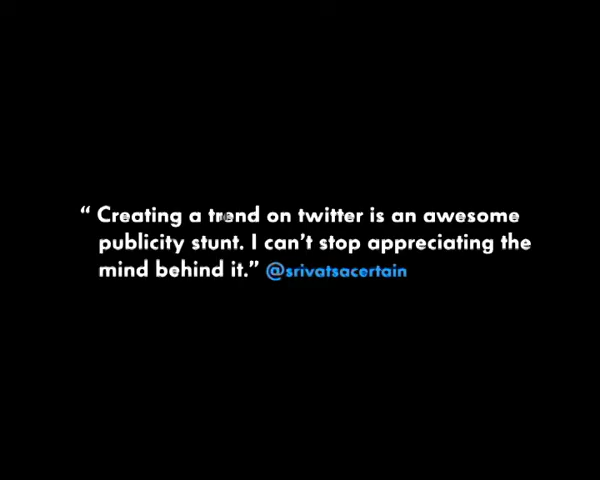 “ Creating a trend on twitter is an awesome
publicity stunt. I can’t stop appreciating the
mind behind it.” @srivatsacertain